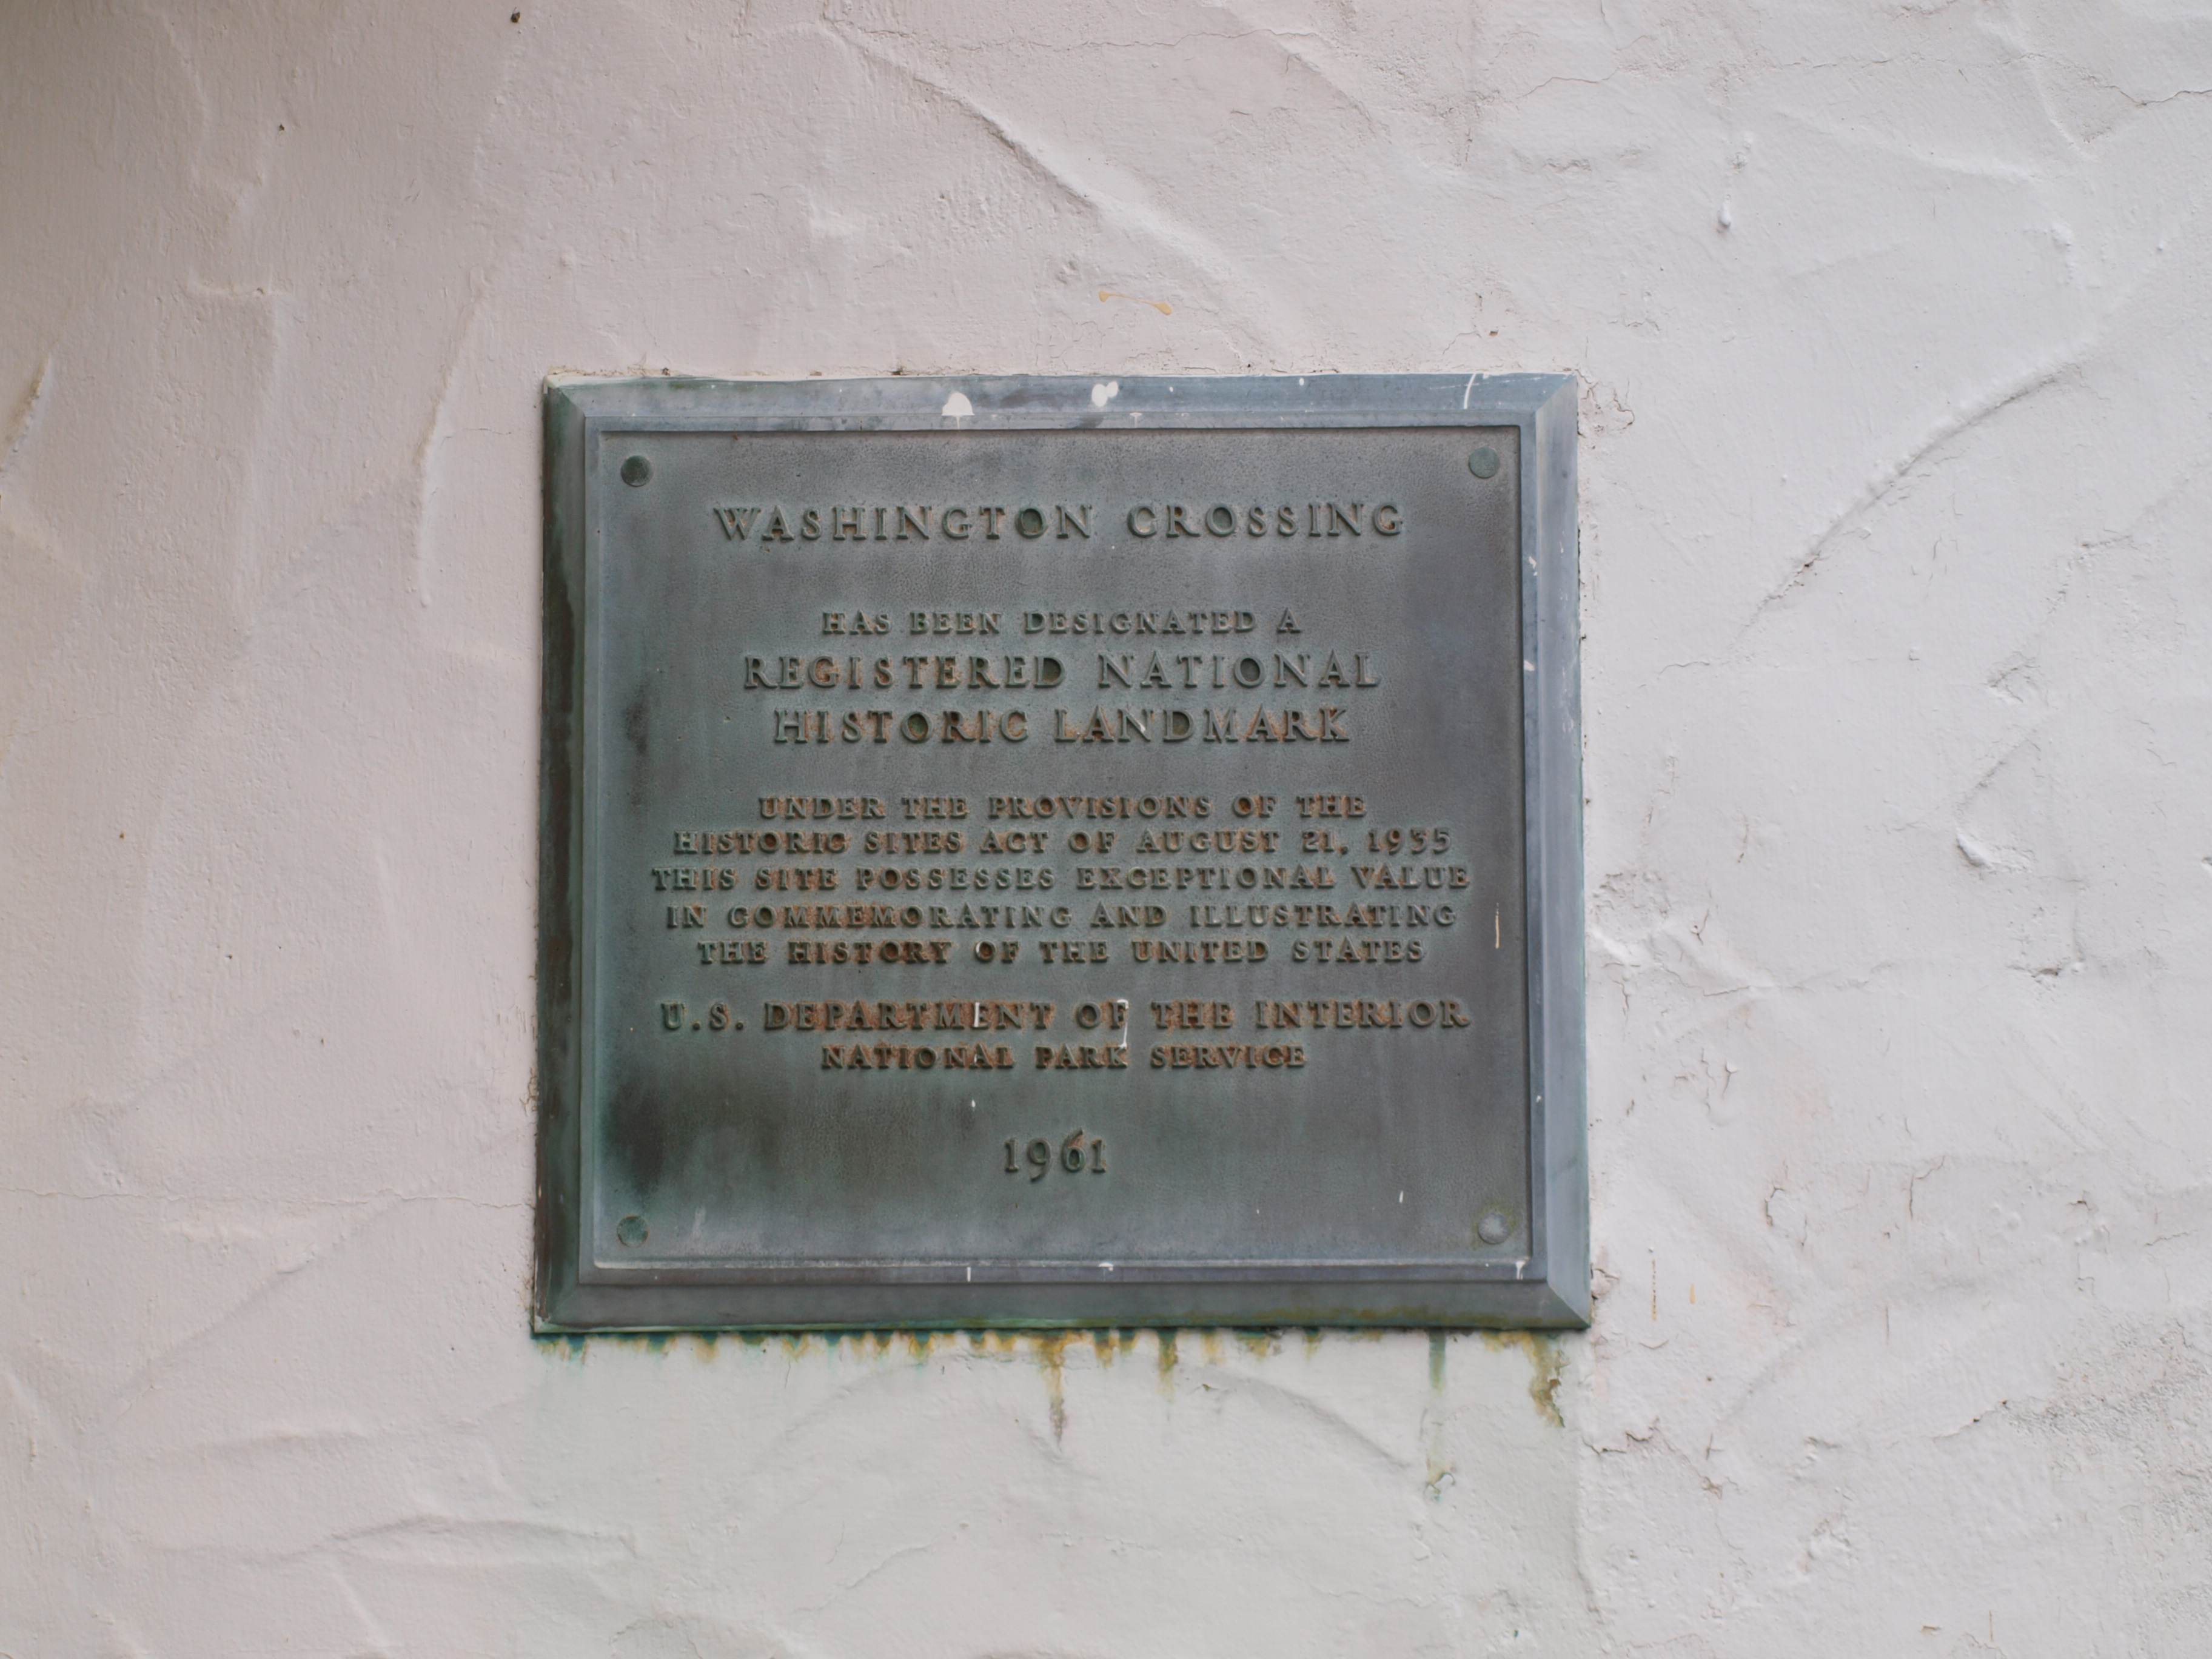 WASHINGTON CROSSING
HAS BEEN DESIGNATED A
REGISTERED NATIONAL
HISTORIC LANDMARK
UNDER THE PROVISIONS OF THE
HISTORIC SITES ACT OF AUGUST 21, 1935
THIS SITE POSSESSES EXCEPTIONAL VALUE
IN COMMEMORATING AND ILLUSTRATING
THE HISTORY OF THE UNITED STATES
U.S. DEPARTMENT OF THE INTERIOR
NATIONAL PARK SERVICE
1961